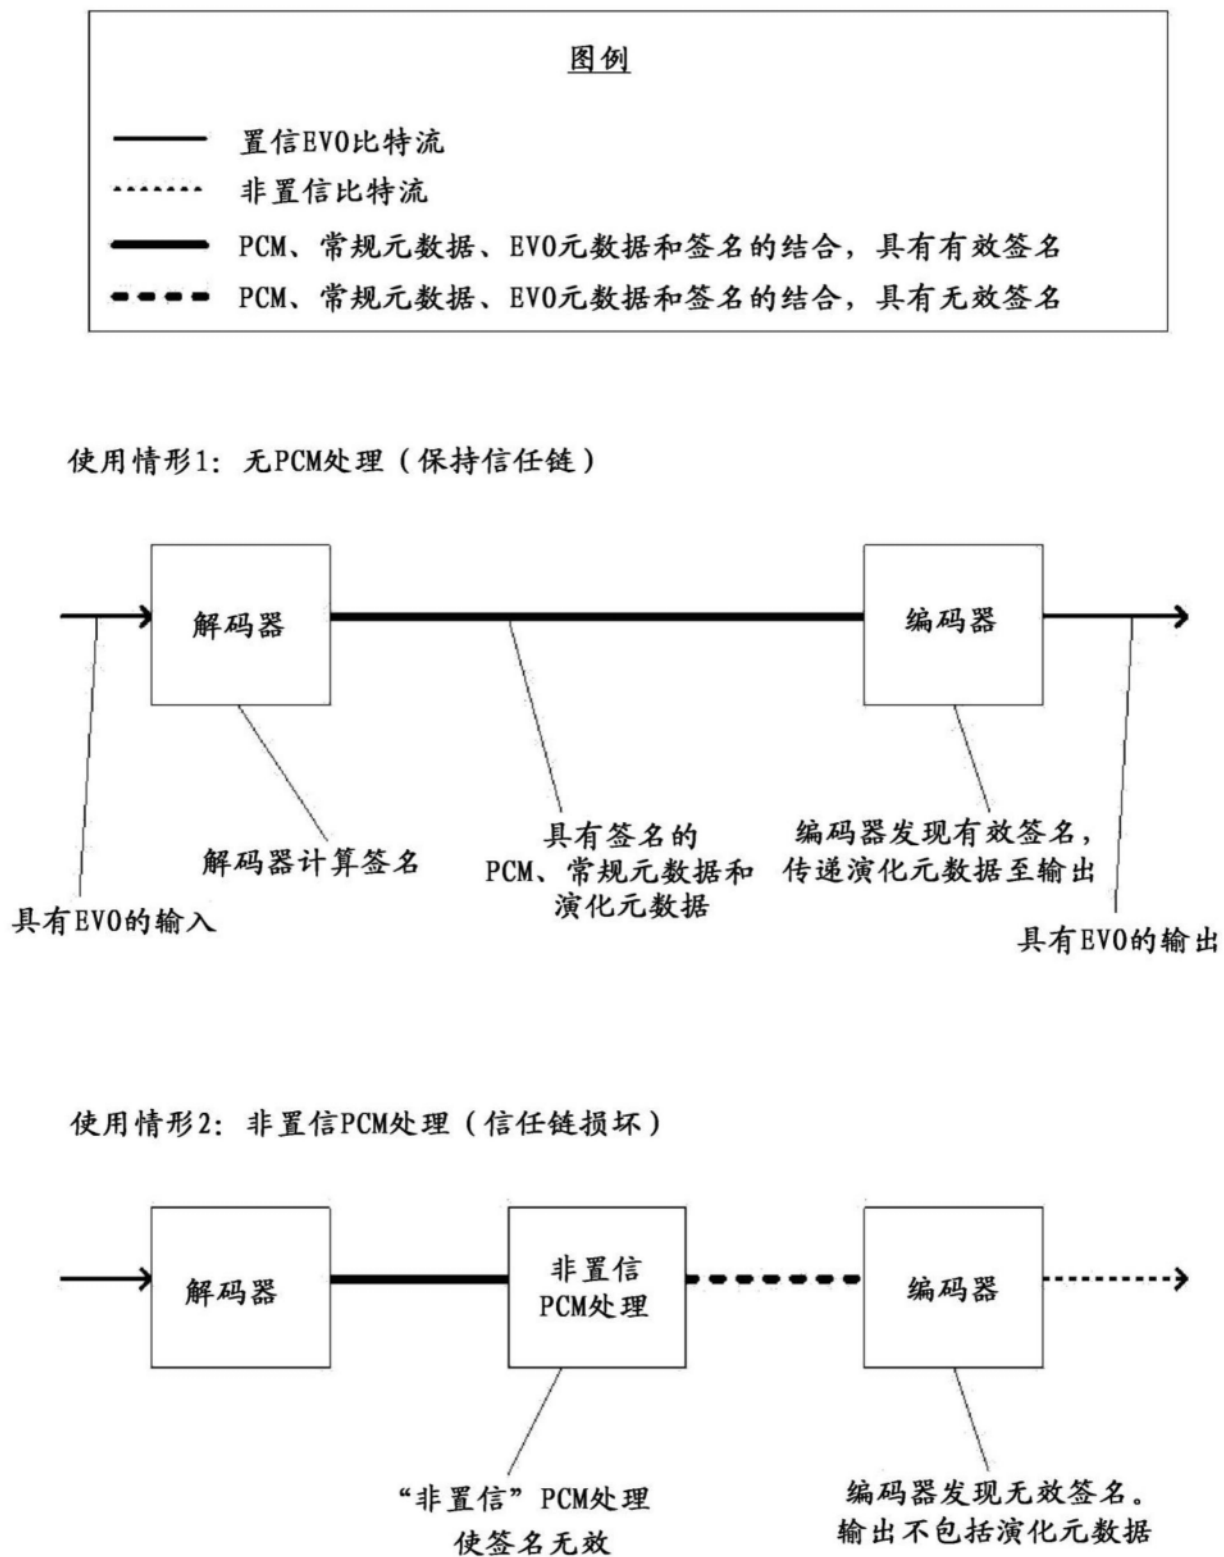 图例
置信EVO比特流
非置信比特流
PCM、常规元数据、EVO元数据和签名的结合，具有有效签名
PCM、常规元数据、EVO元数据和签名的结合，具有无效签名
使用情形1：无PCM处理（保持信任链）
解码器
编码器
解码器计算签名
具有签名的
PCM、常规元数据和
演化元数据
编码器发现有效签名，
传递演化元数据至输出
具有EVO的输入
具有EVO的输出
使用情形2：非置信PCM处理（信任链损坏）
解码器
非置信
PCM处理
编码器
“非置信”PCM处理
使签名无效
编码器发现无效签名。
输出不包括演化元数据